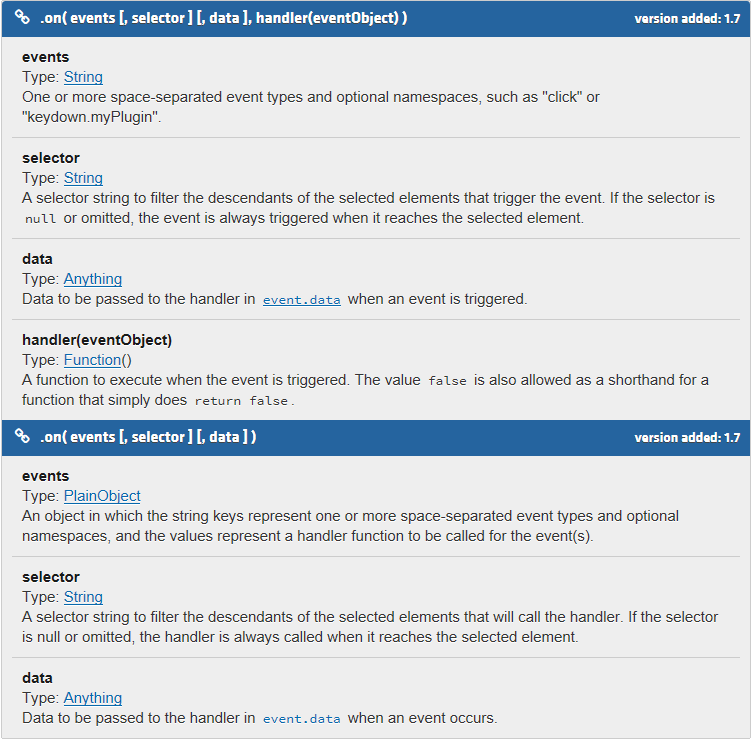 .on( events [, selector ] [, data ], handler(eventObject) ) version added: 1.7
events
Type: String
One or more space-separated event types and optional namespaces, such as "click" or
"keydown.myPlugin".
selector
Type: String
A selector string to filter the descendants of the selected elements that trigger the event. If the selector is
null or omitted, the event is always triggered when it reaches the selected element.
data
Type: Anything
Data to be passed to the handler in event.data when an event is triggered.
handler(eventObject)
Type: Function()
A function to execute when the event is triggered. The value false is also allowed as a shorthand for a
function that simply does return false.
.on( events [, selector ] [, data ] ) version added: 1.7
events
Type: PlainObject
An object in which the string keys represent one or more space-separated event types and optional
namespaces, and the values represent a handler function to be called for the event(s).
selector
Type: String
A selector string to filter the descendants of the selected elements that will call the handler. If the selector
is null or omitted, the handler is always called when it reaches the selected element.
data
Type: Anything
Data to be passed to the handler in event.data when an event occurs.